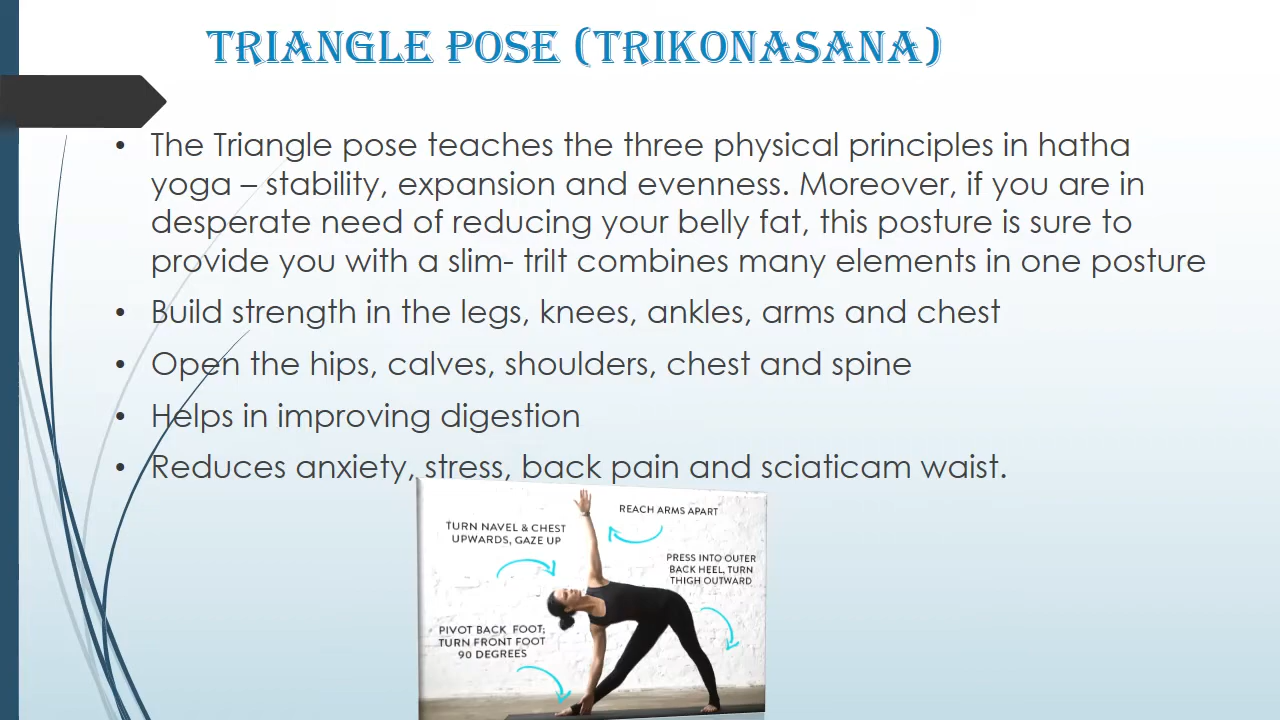 TRIANGLE POSE (TRIKONASANA)
• The Triangle pose teaches the three physical principles in hatha
yoga – stability, expansion and evenness. Moreover, if you are in
desperate need of reducing your belly fat, this posture is sure to
provide you with a slim- trilt combines many elements in one posture
• Build strength in the legs, knees, ankles, arms and chest
• Open the hips, calves, shoulders, chest and spine
• Helps in improving digestion
• Reduces anxiety, stress, back pain and sciaticam waist.
REACH ARMS APART
TURN NAVEL & CHEST
UPWARDS, GAZE UP
PRESS INTO OUTER
BACK HEEL, TURN
THIGH OUTWARD
PIVOT BACK FOOT;
TURN FRONT FOOT
90 DEGREES